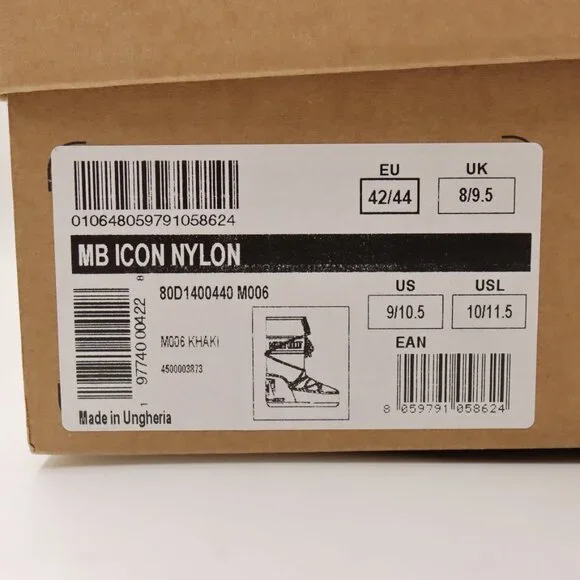 EU
UK
42/44
8/9.5
010648059791058624
MB ICON NYLON
80D1400440 M006
US
USL
9/10.5
10/11.5
M006 KHAKI
4500003873
EAN
1 97740 00422 8
8 059791 058624
Made in Ungheria